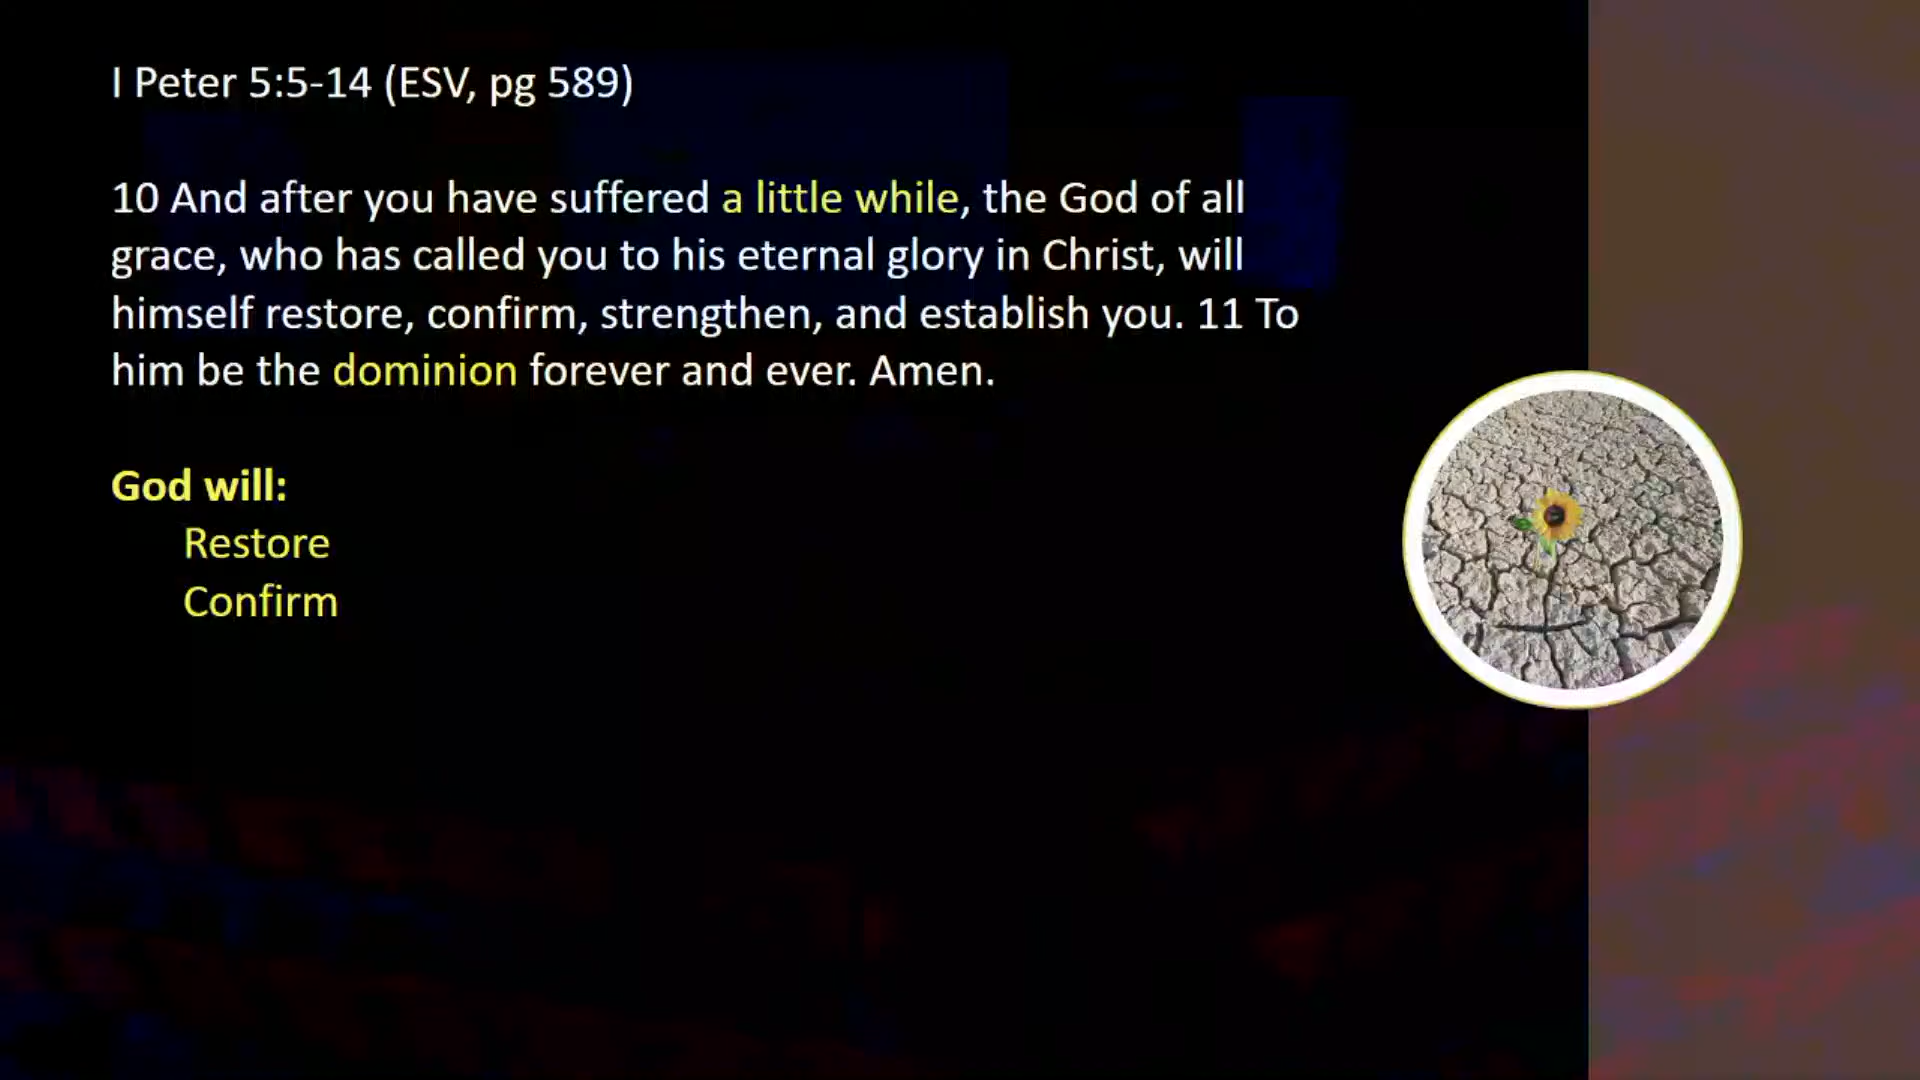 I Peter 5:5-14 (ESV, pg 589)
10 And after you have suffered a little while, the God of all
grace, who has called you to his eternal glory in Christ, will
himself restore, confirm, strengthen, and establish you. 11 To
him be the dominion forever and ever. Amen.
God will:
Restore
Confirm